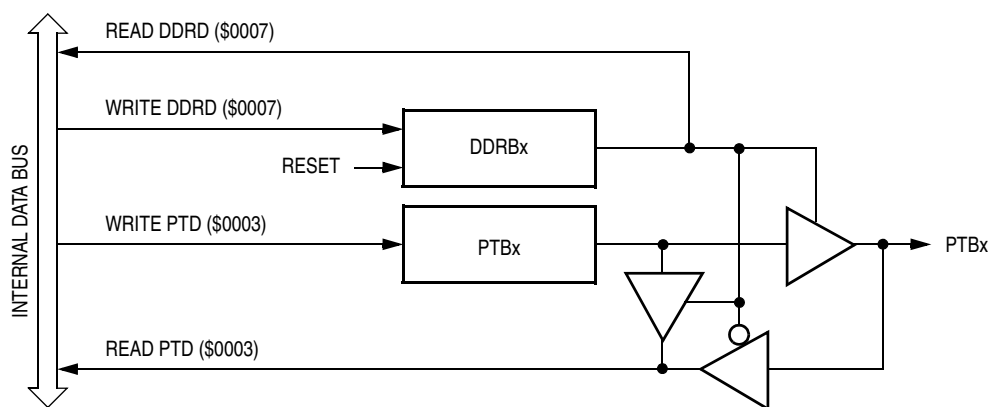 READ DDRD ($0007)
WRITE DDRD ($0007)
DDRBx
RESET
WRITE PTD ($0003)
PTBx
PTBx
READ PTD ($0003)
INTERNAL DATA BUS